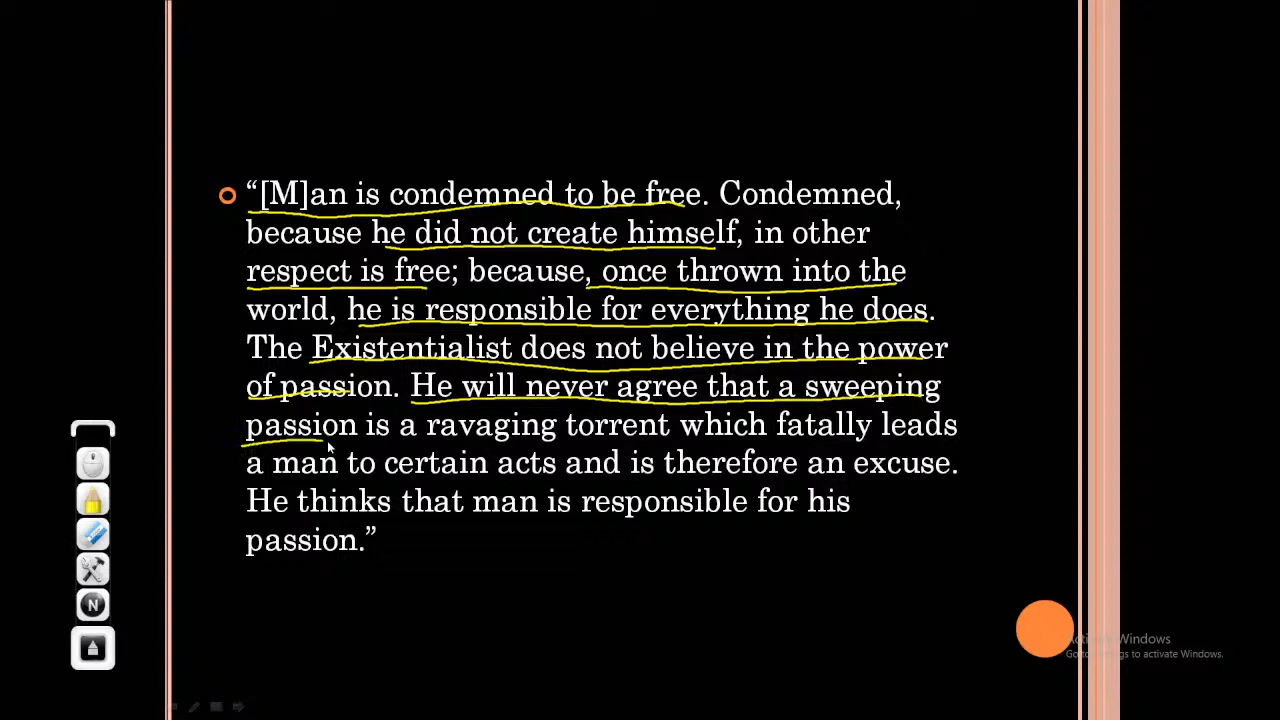 “[M]an is condemned to be free. Condemned,
because he did not create himself, in other
respect is free; because, once thrown into the
world, he is responsible for everything he does.
The Existentialist does not believe in the power
of passion. He will never agree that a sweeping
passion is a ravaging torrent which fatally leads
a man to certain acts and is therefore an excuse.
He thinks that man is responsible for his
passion.”
N
Windows
to activate Windows.